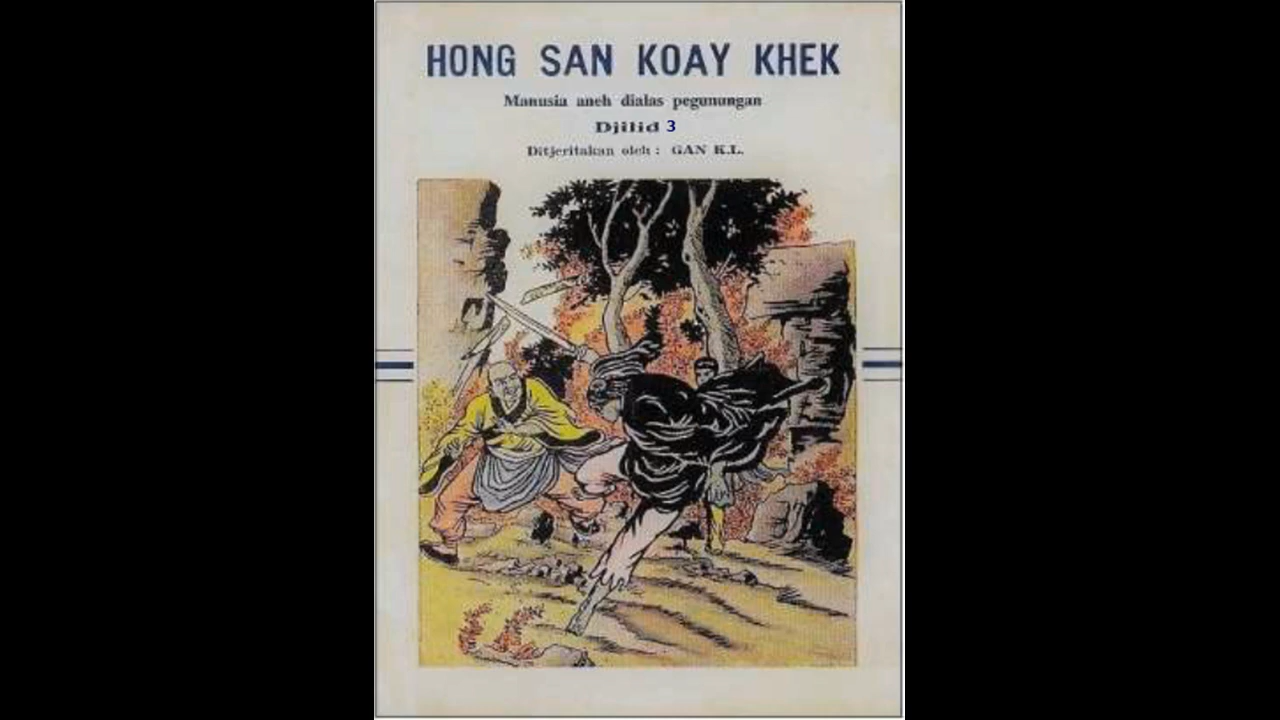 HONG SAN KOAY KHEK
Manusia aneh dialas pegunungan
Djilid 3
Ditjeritakan oleh : GAN K.L.